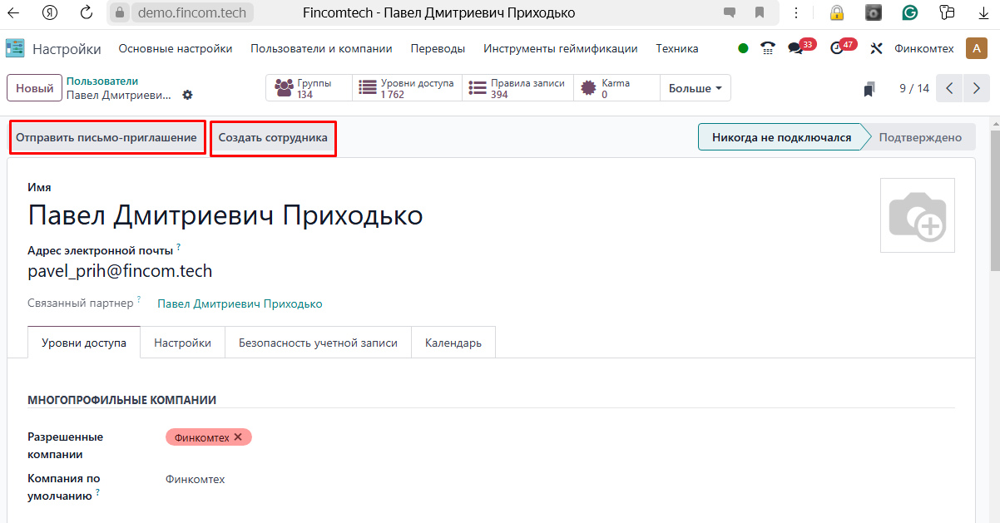 demo.fincom.tech Fincomtech - Павел Дмитриевич Приходько
Настройки Основные настройки Пользователи и компании Переводы Инструменты геймификации Техника 33 47 Финкомтех A
Новый Пользователи Группы Уровни доступа Правила записи Karma Больше 9 / 14
Павел Дмитриеви... 134 1 762 394 0
Отправить письмо-приглашение Создать сотрудника Никогда не подключался Подтверждено
Имя
Павел Дмитриевич Приходько
Адрес электронной почты ?
pavel_prih@fincom.tech
Связанный партнер ? Павел Дмитриевич Приходько
Уровни доступа Настройки Безопасность учетной записи Календарь
МНОГОПРОФИЛЬНЫЕ КОМПАНИИ
Разрешенные Финкомтех
компании
Компания по Финкомтех
умолчанию ?